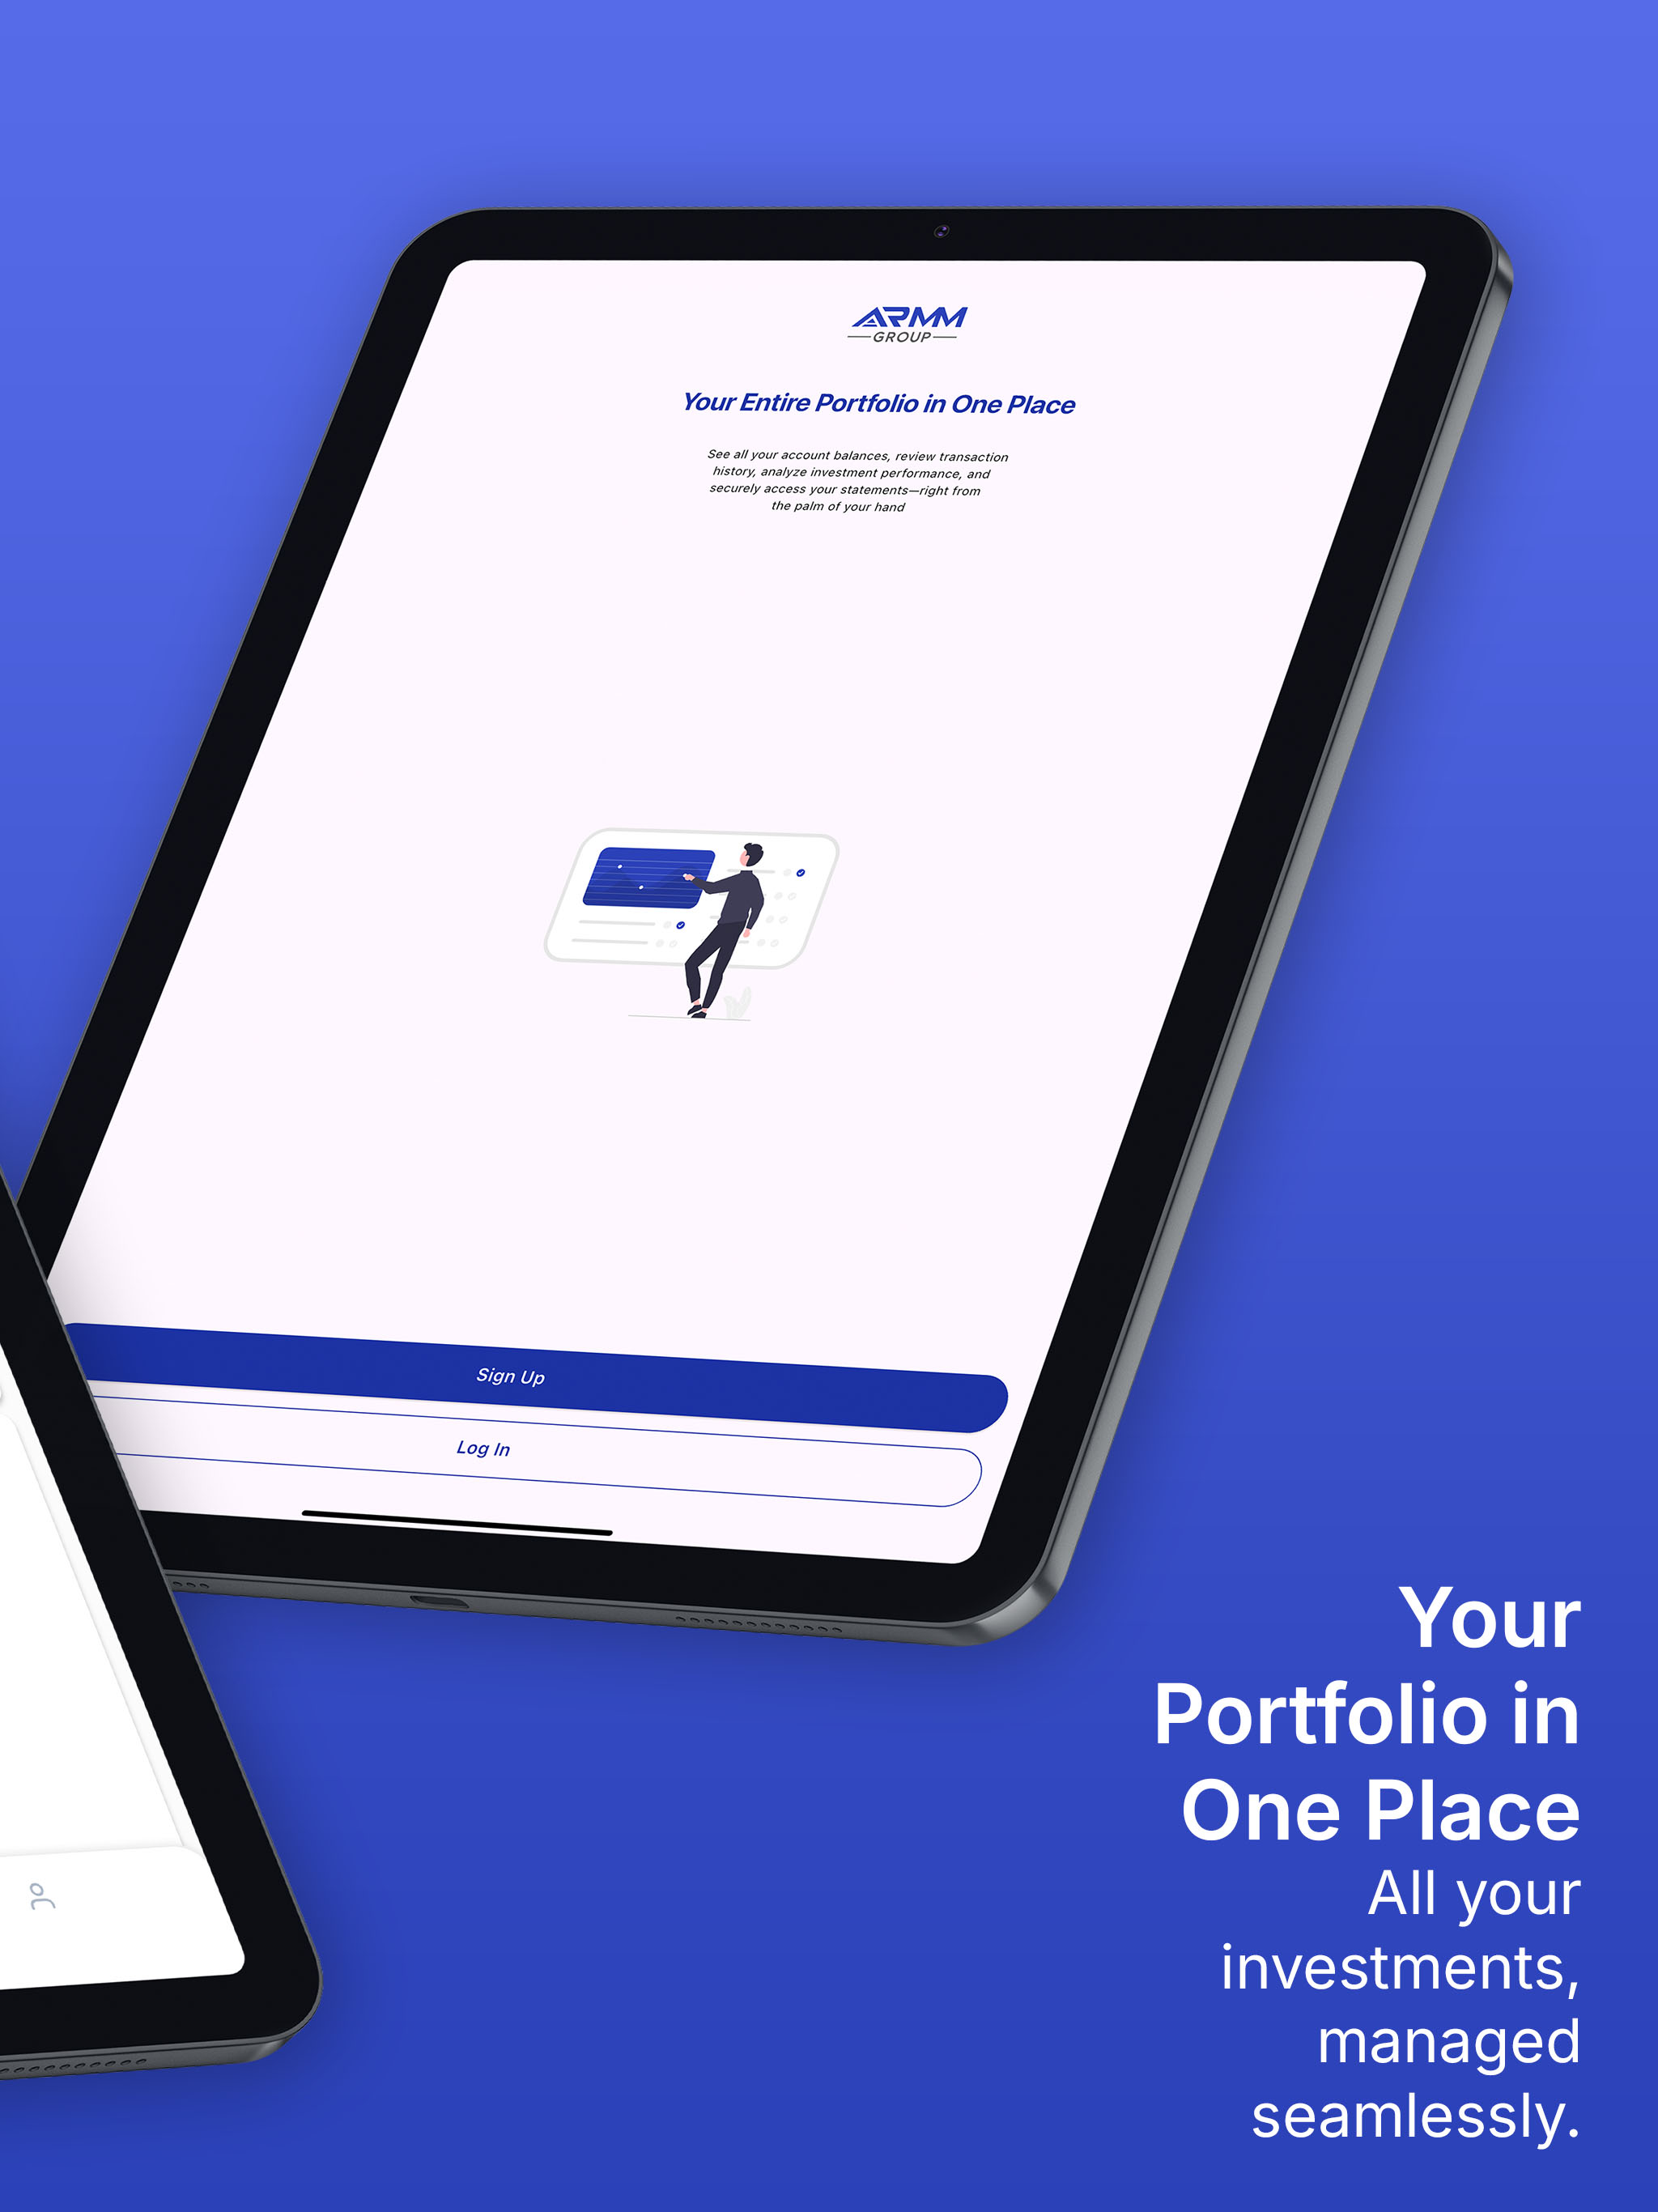 ARMM
GROUP
Your Entire Portfolio in One Place
See all your account balances, review transaction
history, analyze investment performance, and
securely access your statements—right from
the palm of your hand
Sign Up
Log In
Your
Portfolio in
One Place
All your
investments,
managed
seamlessly.